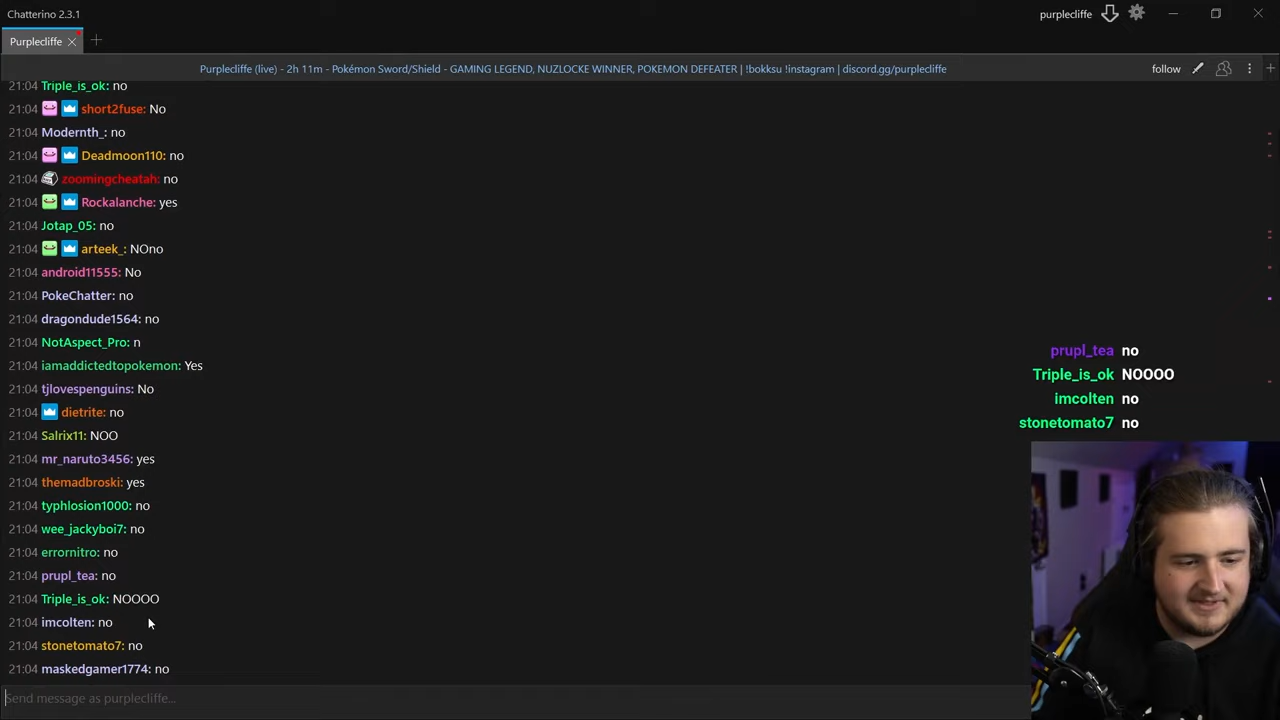 Chatterino 2.3.1
purplecliffe
Purplecliffe
Purplecliffe (live) - 2h 11m - Pokémon Sword/Shield - GAMING LEGEND, NUZLOCKE WINNER, POKEMON DEFEATER | !bokksu !instagram | discord.gg/purplecliffe
follow
21:04 Triple_is_ok: no
21:04 short2fuse: No
21:04 Modernth_: no
21:04 Deadmoon110: no
21:04 zoomingcheatah: no
21:04 Rockalanche: yes
21:04 Jotap_05: no
21:04 arteek_: NOno
21:04 android11555: No
21:04 PokeChatter: no
21:04 dragondude1564: no
21:04 NotAspect_Pro: n
21:04 iamaddictedtopokemon: Yes
21:04 tjlovespenguins: No
21:04 dietrite: no
21:04 Salrix11: NOO
21:04 mr_naruto3456: yes
21:04 themadbroski: yes
21:04 typhlosion1000: no
21:04 wee_jackyboi7: no
21:04 errornitro: no
21:04 prupl_tea: no
21:04 Triple_is_ok: NOOOO
21:04 imcolten: no
21:04 stonetomato7: no
21:04 maskedgamer1774: no
Send message as purplecliffe...
prupl_tea no
Triple_is_ok NOOOO
imcolten no
stonetomato7 no